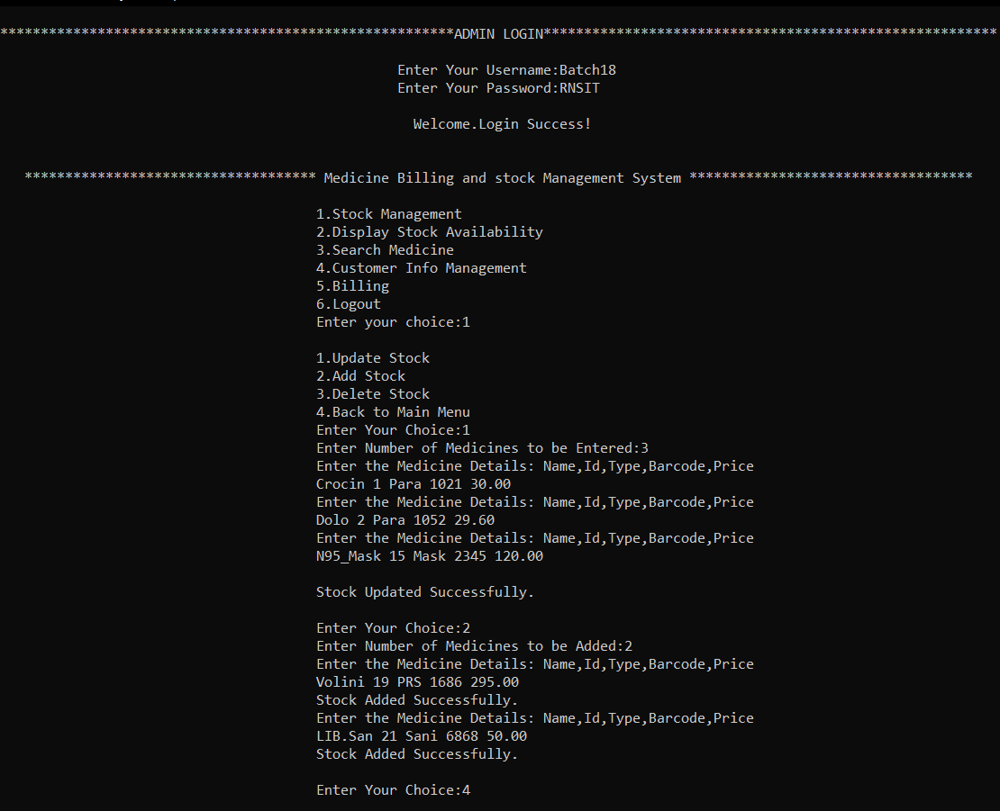 ********************************************************ADMIN LOGIN********************************************************
Enter Your Username:Batch18
Enter Your Password:RNSIT
Welcome.Login Success!
************************************ Medicine Billing and stock Management System ***********************************
1.Stock Management
2.Display Stock Availability
3.Search Medicine
4.Customer Info Management
5.Billing
6.Logout
Enter your choice:1
1.Update Stock
2.Add Stock
3.Delete Stock
4.Back to Main Menu
Enter Your Choice:1
Enter Number of Medicines to be Entered:3
Enter the Medicine Details: Name,Id,Type,Barcode,Price
Crocin 1 Para 1021 30.00
Enter the Medicine Details: Name,Id,Type,Barcode,Price
Dolo 2 Para 1052 29.60
Enter the Medicine Details: Name,Id,Type,Barcode,Price
N95_Mask 15 Mask 2345 120.00
Stock Updated Successfully.
Enter Your Choice:2
Enter Number of Medicines to be Added:2
Enter the Medicine Details: Name,Id,Type,Barcode,Price
Volini 19 PRS 1686 295.00
Stock Added Successfully.
Enter the Medicine Details: Name,Id,Type,Barcode,Price
LIB.San 21 Sani 6868 50.00
Stock Added Successfully.
Enter Your Choice:4